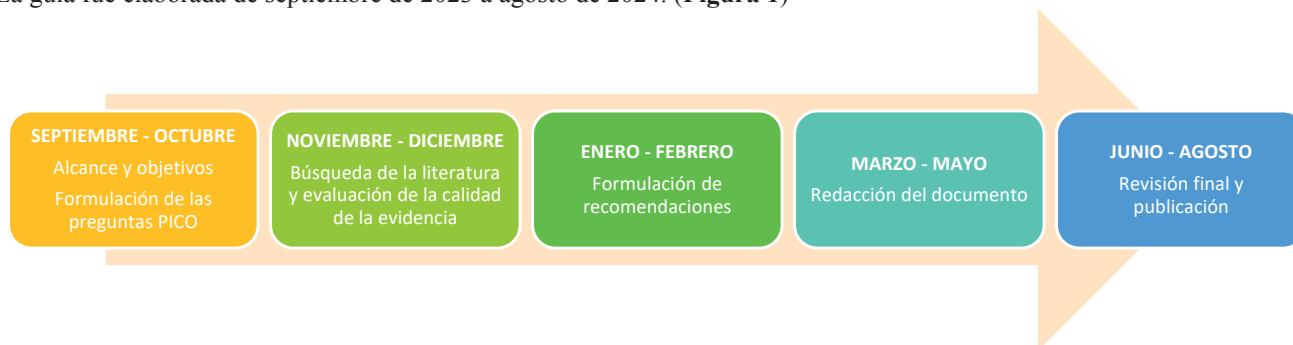 La guía fue elaborada de septiembre de 2023 a agosto de 2024. (Figura 1)
SEPTIEMBRE - OCTUBRE
Alcance y objetivos
Formulación de las
preguntas PICO
NOVIEMBRE - DICIEMBRE
Búsqueda de la literatura
y evaluación de la calidad
de la evidencia
ENERO - FEBRERO
Formulación de
recomendaciones
MARZO - MAYO
Redacción del documento
JUNIO - AGOSTO
Revisión final y
publicación